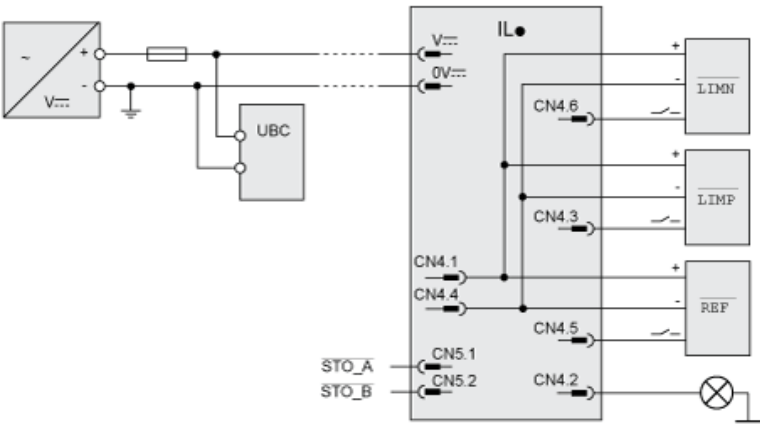 ~
+
-
V⎓
UBC
IL●
V⎓
0V⎓
CN4.6
CN4.3
CN4.1
CN4.4
CN4.5
CN5.1
CN5.2
CN4.2
STO_A
STO_B
+
-
LIMN
+
-
LIMP
+
-
REF